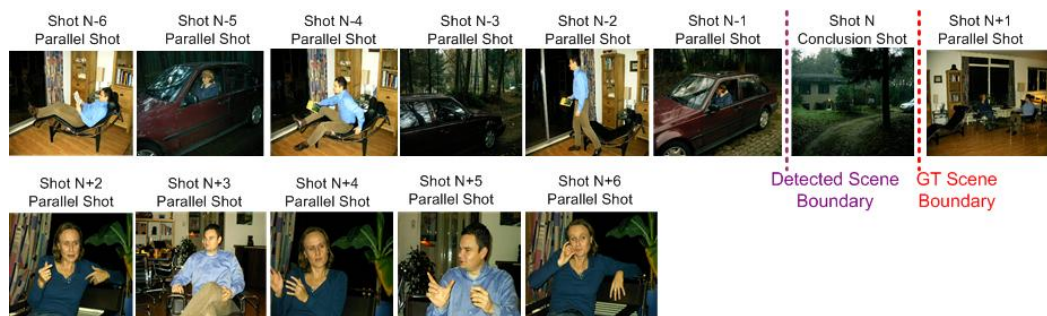 Shot N-6 Shot N-5 Shot N-4 Shot N-3 Shot N-2 Shot N-1 Shot N Shot N+1
Parallel Shot Parallel Shot Parallel Shot Parallel Shot Parallel Shot Parallel Shot Conclusion Shot Parallel Shot
Detected Scene GT Scene
Boundary Boundary
Shot N+2 Shot N+3 Shot N+4 Shot N+5 Shot N+6
Parallel Shot Parallel Shot Parallel Shot Parallel Shot Parallel Shot